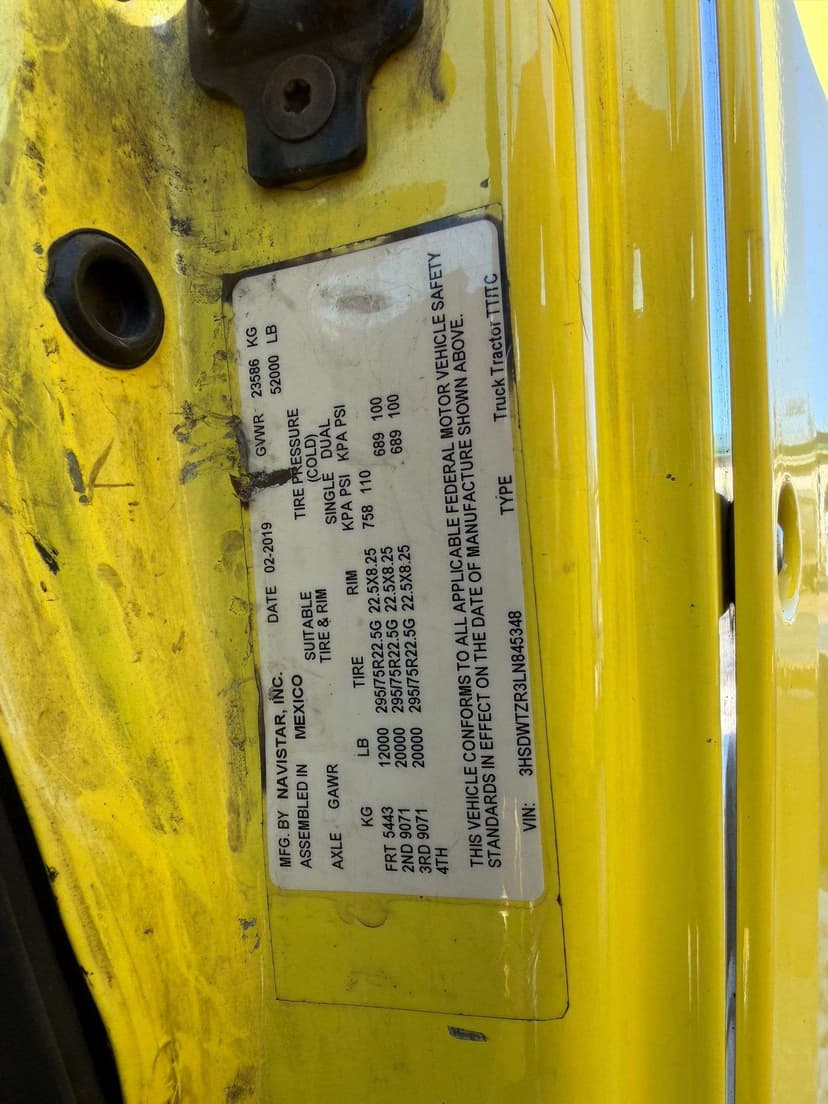 MFG. BY NAVISTAR, INC. DATE 02-2019 GVWR 23586 KG
ASSEMBLED IN MEXICO 52000 LB
SUITABLE TIRE PRESSURE
AXLE GAWR TIRE & RIM (COLD)
SINGLE DUAL
KG LB TIRE RIM KPA PSI KPA PSI
FRT 5443 12000 295/75R22.5G 22.5X8.25 758 110
2ND 9071 20000 295/75R22.5G 22.5X8.25 689 100
3RD 9071 20000 295/75R22.5G 22.5X8.25 689 100
4TH
THIS VEHICLE CONFORMS TO ALL APPLICABLE FEDERAL MOTOR VEHICLE SAFETY
STANDARDS IN EFFECT ON THE DATE OF MANUFACTURE SHOWN ABOVE.
VIN: 3HSDWTZR3LN845348 TYPE Truck Tractor TT/TC